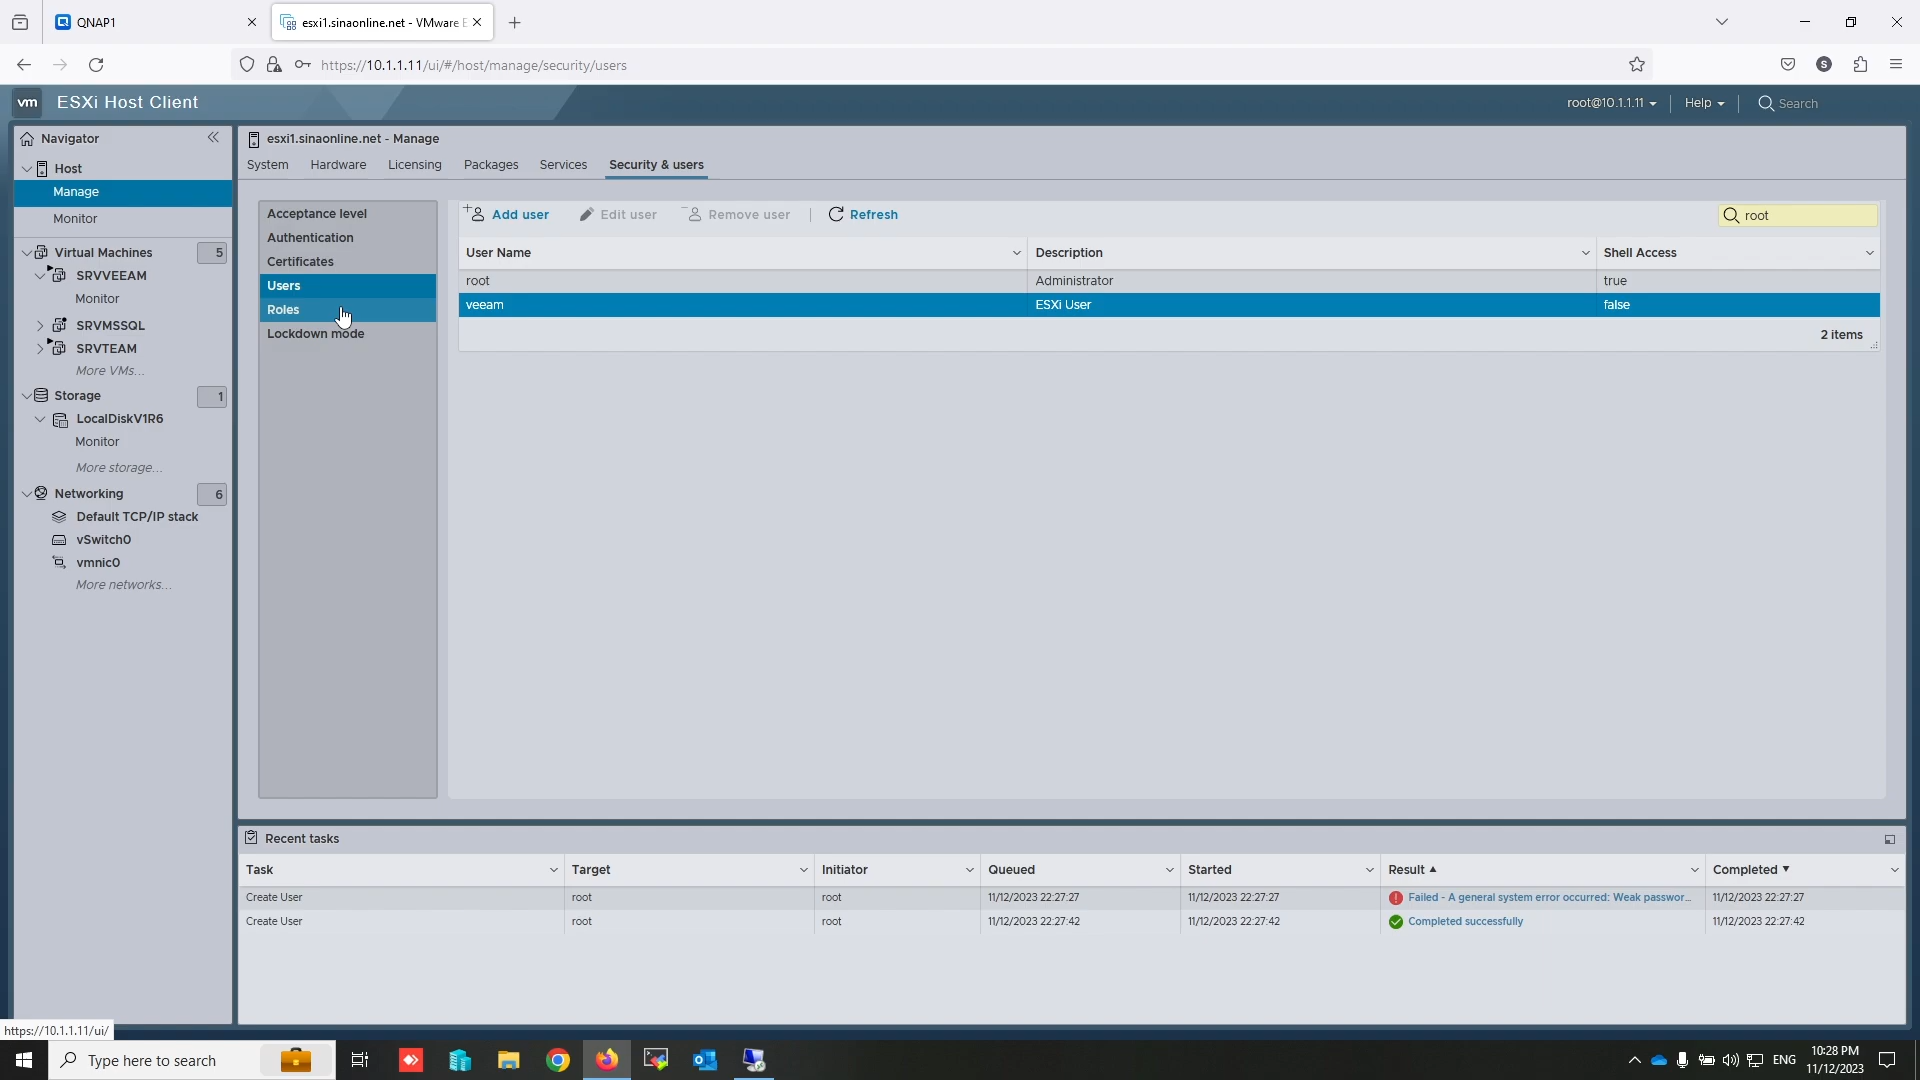 QNAP1
esxi1.sinaonline.net - VMware E
https://10.1.1.11/ui/#/host/manage/security/users
S
vm
ESXi Host Client
root@10.1.1.11
Help
Search
Navigator
Host
Manage
Monitor
Virtual Machines
5
SRVVEEAM
Monitor
SRVMSSQL
SRVTEAM
More VMs...
Storage
1
LocalDiskV1R6
Monitor
More storage...
Networking
6
Default TCP/IP stack
vSwitch0
vmnic0
More networks...
esxi1.sinaonline.net - Manage
System
Hardware
Licensing
Packages
Services
Security & users
Acceptance level
Authentication
Certificates
Users
Roles
Lockdown mode
Add user
Edit user
Remove user
Refresh
root
User Name
Description
Shell Access
root
Administrator
true
veeam
ESXi User
false
2 items
Recent tasks
Task
Target
Initiator
Queued
Started
Result
Completed
Create User
root
root
11/12/2023 22:27:27
11/12/2023 22:27:27
Failed - A general system error occurred: Weak passwor...
11/12/2023 22:27:27
Create User
root
root
11/12/2023 22:27:42
11/12/2023 22:27:42
Completed successfully
11/12/2023 22:27:42
https://10.1.1.11/ui/
Type here to search
ENG
10:28 PM
11/12/2023